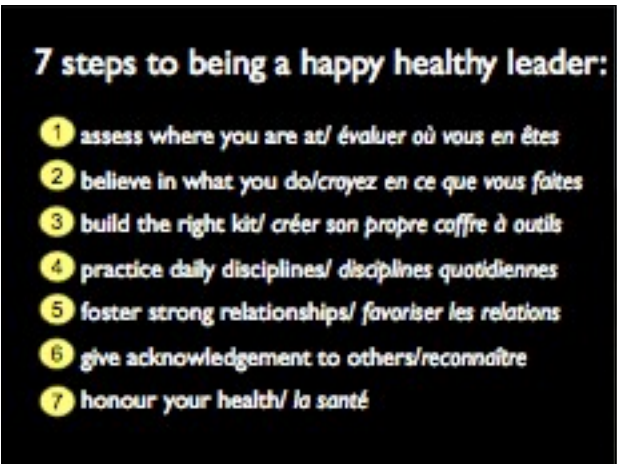 7 steps to being a happy healthy leader:
1 assess where you are at/ évaluer où vous en êtes
2 believe in what you do/croyez en ce que vous faites
3 build the right kit/ créer son propre coffre à outils
4 practice daily disciplines/ disciplines quotidiennes
5 foster strong relationships/ favoriser les relations
6 give acknowledgement to others/reconnaître
7 honour your health/ la santé